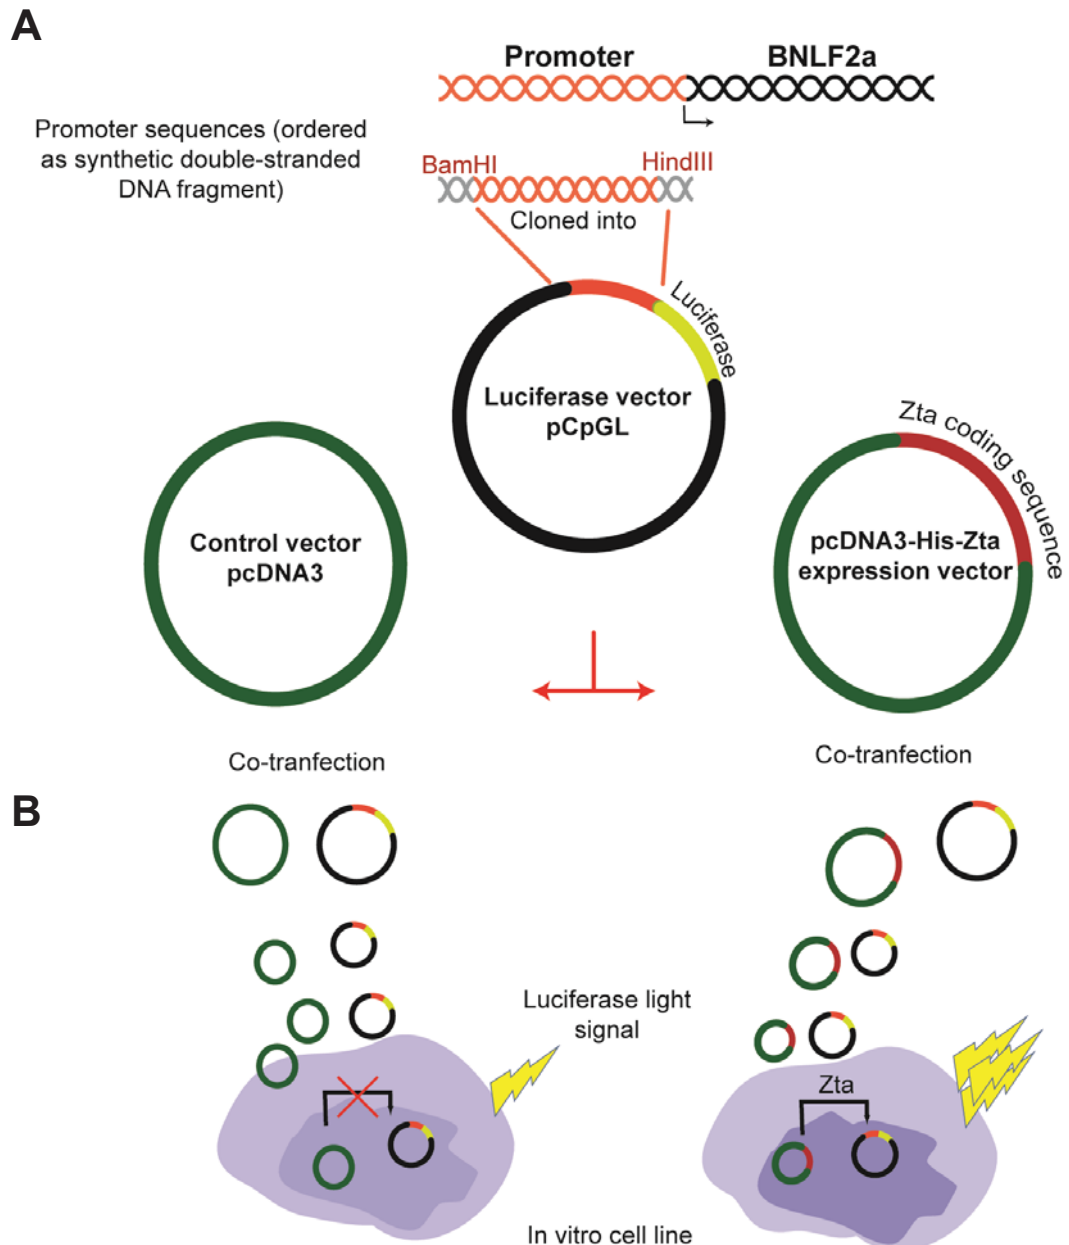 A
Promoter
BNLF2a
Promoter sequences (ordered
as synthetic double-stranded
DNA fragment)
BamHI
HindIII
Cloned into
Luciferase
Luciferase vector
pCpGL
Zta coding sequence
Control vector
pcDNA3
pcDNA3-His-Zta
expression vector
Co-tranfection
Co-tranfection
B
Luciferase light
signal
Zta
In vitro cell line